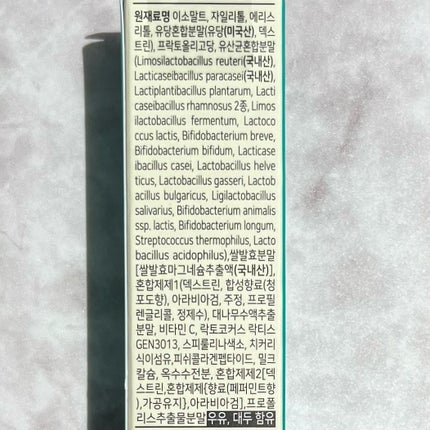 원재료명 이소말트, 자일리톨, 에리스
리톨, 유당혼합분말(유당(미국산), 덱스
트린), 프락토올리고당, 유산균혼합분말
(Limosilactobacillus reuteri(국내산),
Lacticaseibacillus paracasei(국내산),
Lactiplantibacillus plantarum, Lacti
caseibacillus rhamnosus 2종, Limos
ilactobacillus fermentum, Lactoco
ccus lactis, Bifidobacterium breve,
Bifidobacterium bifidum, Lacticase
ibacillus casei, Lactobacillus helve
ticus, Lactobacillus gasseri, Lactob
acillus bulgaricus, Ligilactobacillus
salivarius, Bifidobacterium animalis
ssp. lactis, Bifidobacterium longum,
Streptococcus thermophilus, Lacto
bacillus acidophilus),쌀발효분말
[쌀발효마그네슘추출액(국내산)],
혼합제제1(덱스트린, 합성향료(청
포도향), 아라비아검, 주정, 프로필
렌글리콜, 정제수), 대나무수액추출
분말, 비타민 C, 락토코커스 락티스
GEN3013, 스피룰리나색소, 치커리
식이섬유,피쉬콜라겐펩타이드, 밀크
칼슘, 옥수수전분, 혼합제제2[덱
스트린,혼합제제{향료(페퍼민트향
),가공유지},아라비아검],프로폴
리스추출물분말 우유, 대두 함유